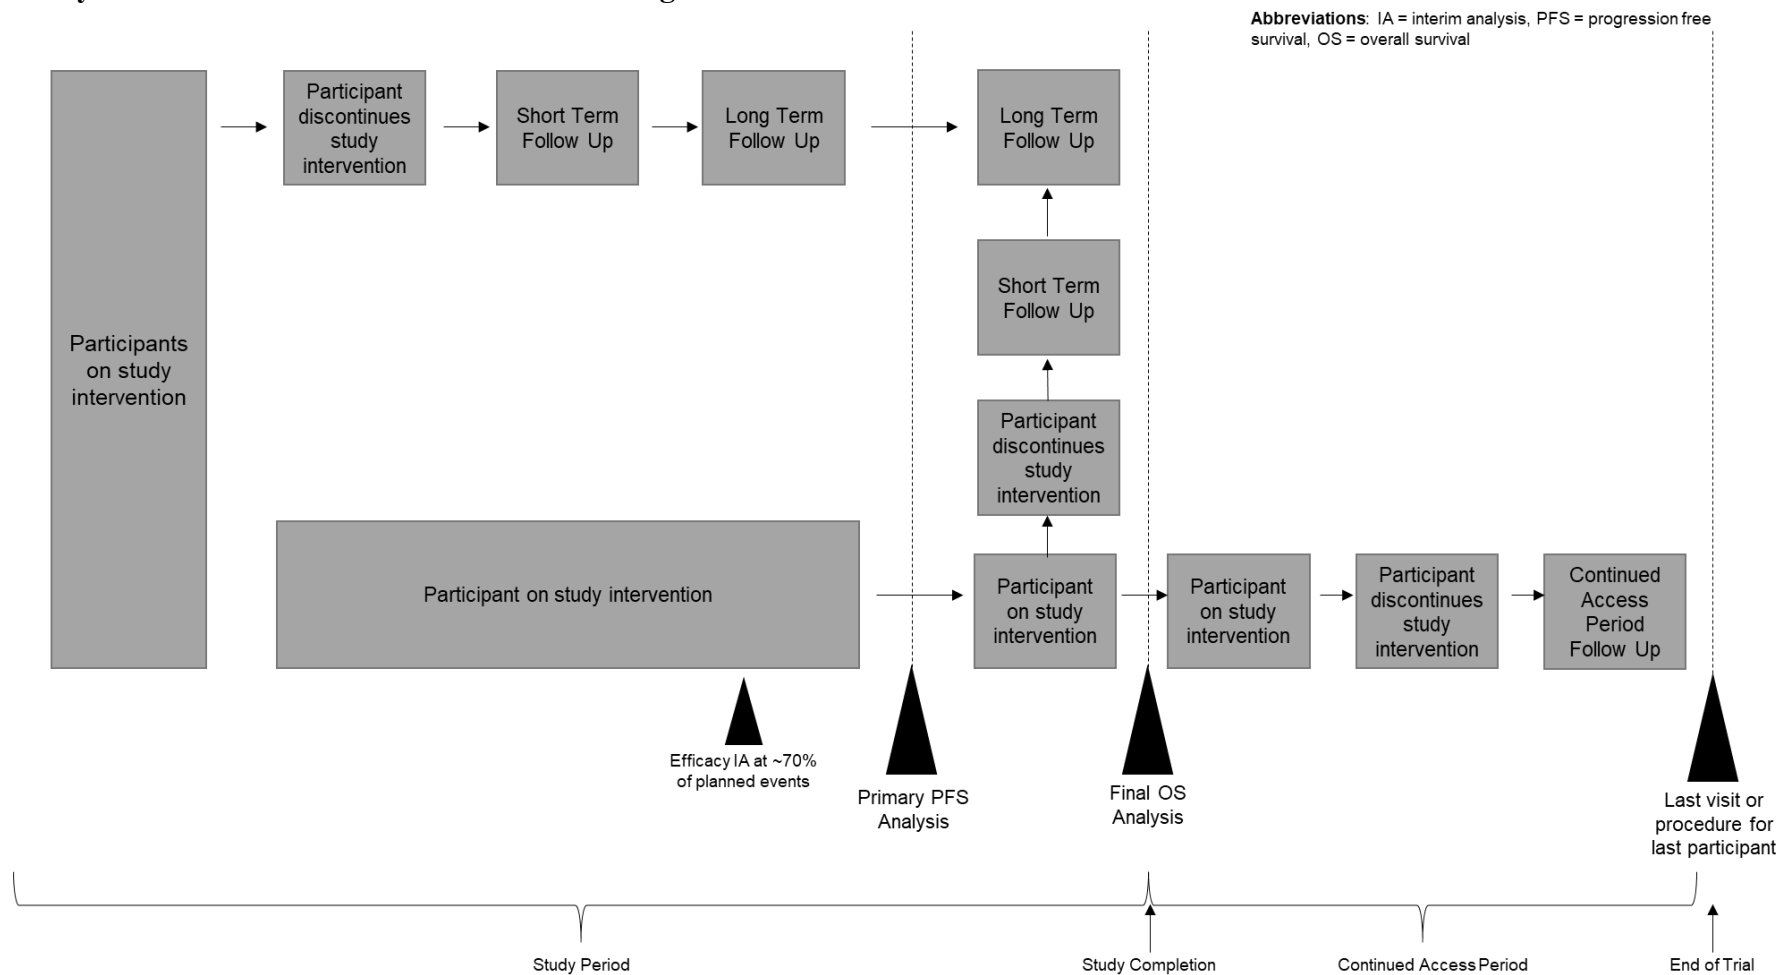 Abbreviations: IA = interim analysis, PFS = progression free
survival, OS = overall survival
Participants
on study
intervention
Participant
discontinues
study
intervention
Short Term
Follow Up
Long Term
Follow Up
Long Term
Follow Up
Short Term
Follow Up
Participant
discontinues
study
intervention
Participant on study intervention
Participant
on study
intervention
Participant
on study
intervention
Participant
discontinues
study
intervention
Continued
Access
Period
Follow Up
Efficacy IA at ~70%
of planned events
Primary PFS
Analysis
Final OS
Analysis
Last visit or
procedure for
last participant
Study Period
Study Completion
Continued Access Period
End of Trial